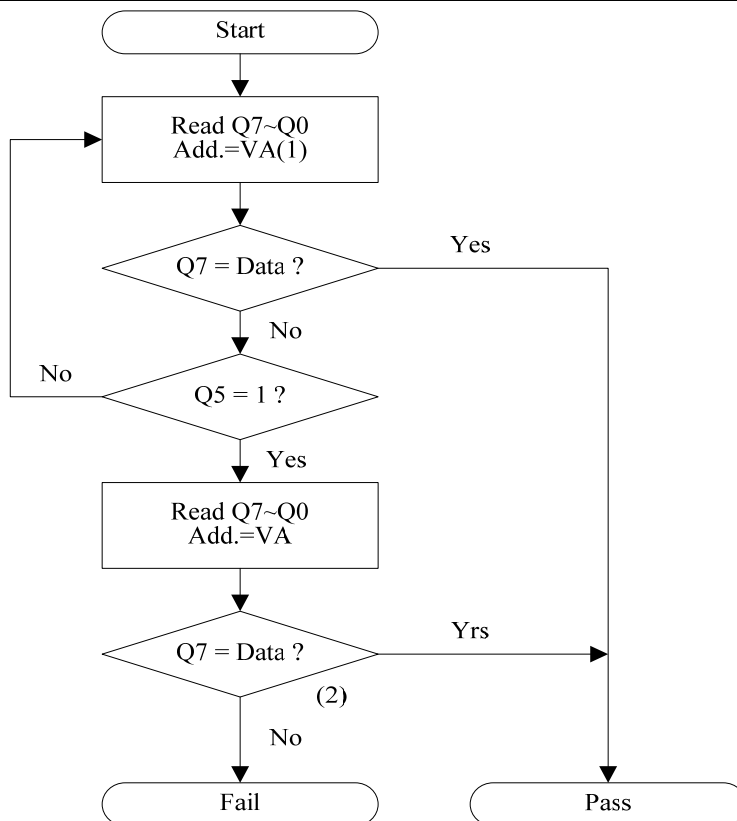 Start
Read Q7~Q0
Add.=VA(1)
Q7 = Data ?
Yes
No
No
Q5 = 1 ?
Yes
Read Q7~Q0
Add.=VA
Q7 = Data ?
Yrs
(2)
No
Fail
Pass